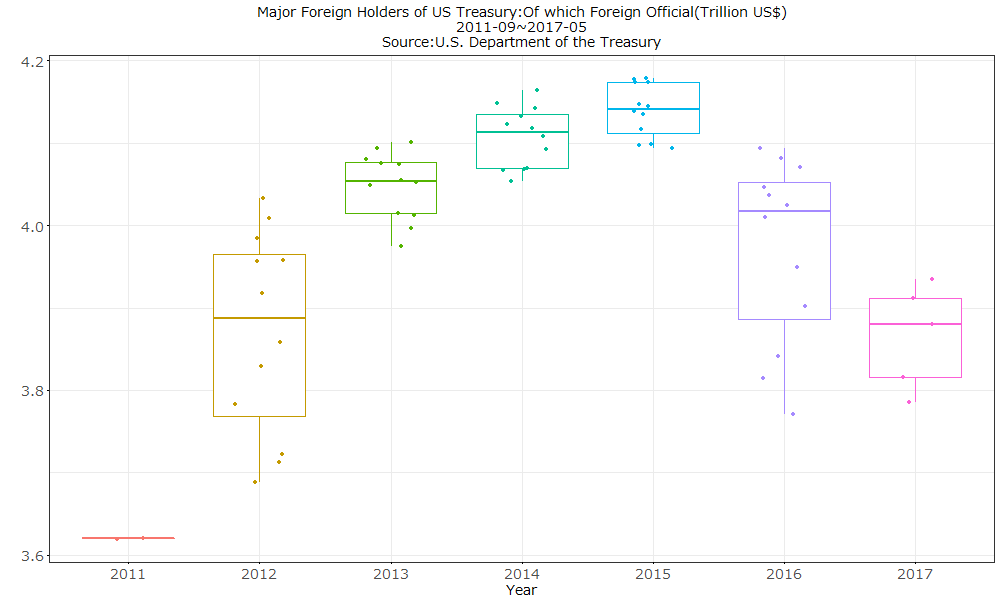 Major Foreign Holders of US Treasury:Of which Foreign Official(Trillion US$)
2011-09~2017-05
Source:U.S. Department of the Treasury
4.2
4.0
3.8
3.6
2011 2012 2013 2014 2015 2016 2017
Year